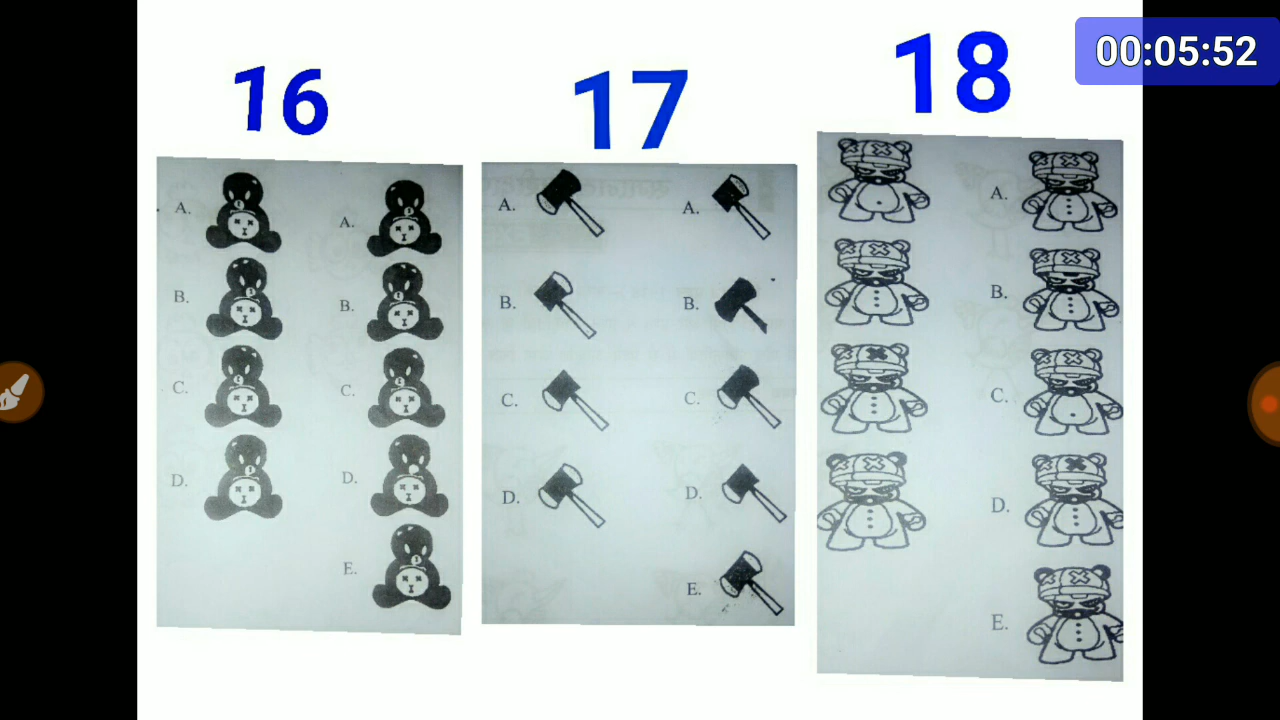 00:05:52
16
17
18
A.
B.
C.
D.
A.
B.
C.
D.
E.
A.
B.
C.
D.
A.
B.
C.
D.
E.
A.
B.
C.
D.
E.